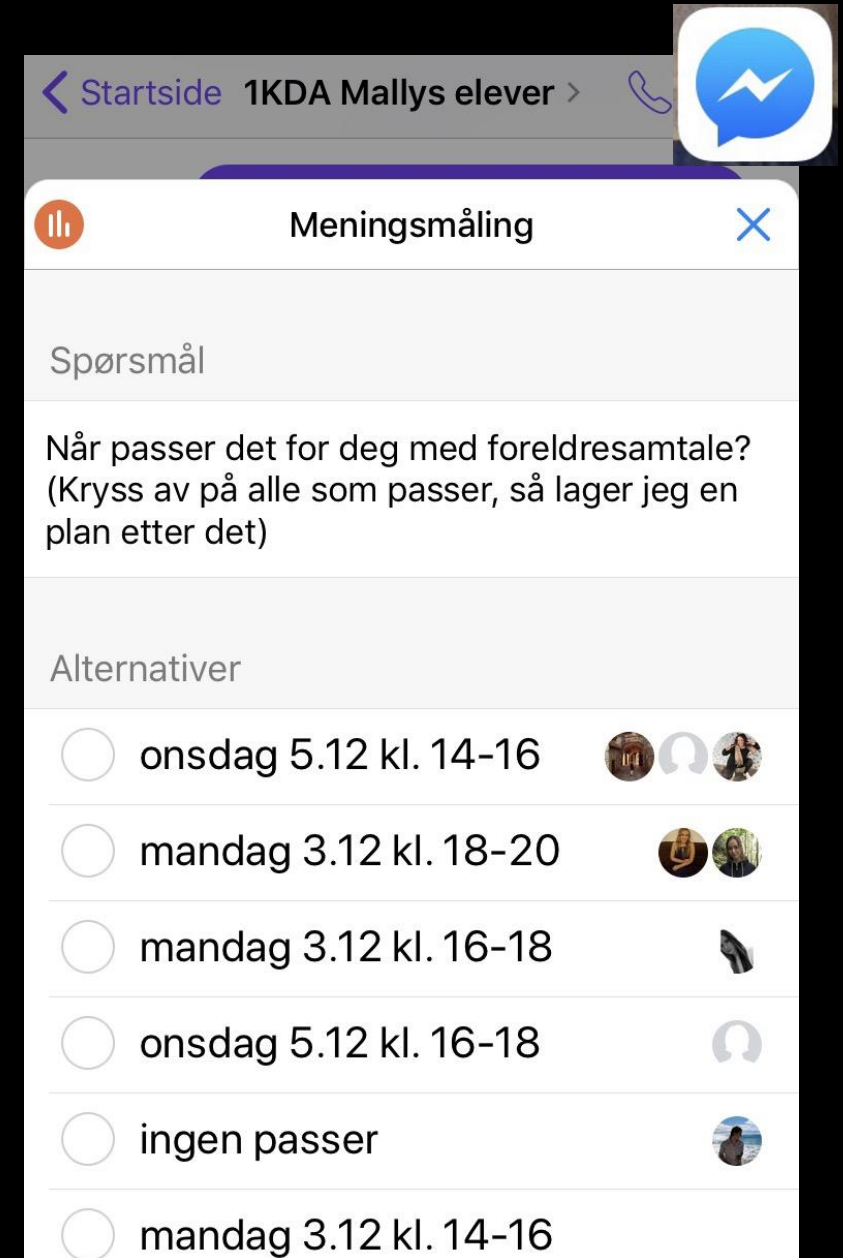 Startside 1KDA Mallys elever
Meningsmåling
Spørsmål
Når passer det for deg med foreldresamtale?
(Kryss av på alle som passer, så lager jeg en
plan etter det)
Alternativer
onsdag 5.12 kl. 14-16
mandag 3.12 kl. 18-20
mandag 3.12 kl. 16-18
onsdag 5.12 kl. 16-18
ingen passer
mandag 3.12 kl. 14-16